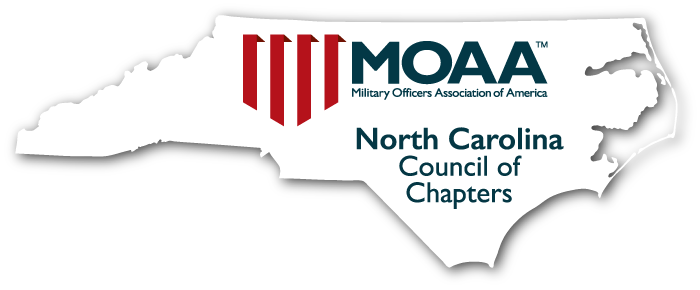 MOAA™
Military Officers Association of America
North Carolina
Council of
Chapters